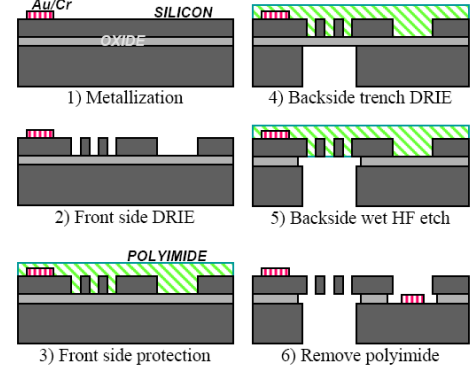 Au/Cr
SILICON
OXIDE
1) Metallization
4) Backside trench DRIE
2) Front side DRIE
5) Backside wet HF etch
POLYIMIDE
3) Front side protection
6) Remove polyimide